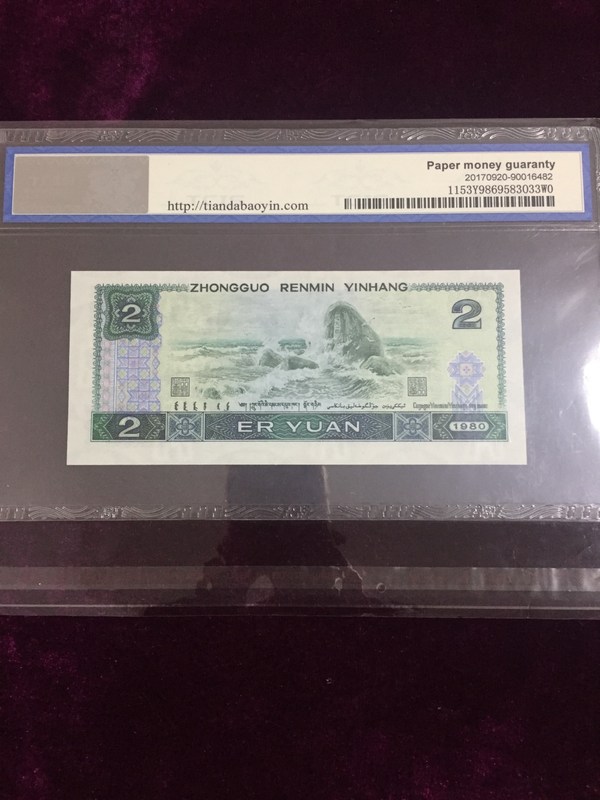 Paper money guaranty
20170920-90016482
1153Y9869583033W0
http://tiandabaoyin.com
ZHONGGUO RENMIN YINHANG
2
2
2
ER YUAN
1980